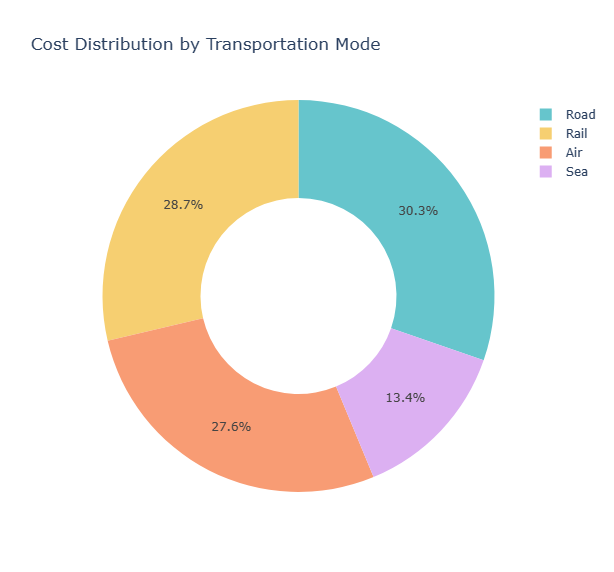 Cost Distribution by Transportation Mode
Road
Rail
Air
Sea
28.7%
30.3%
13.4%
27.6%